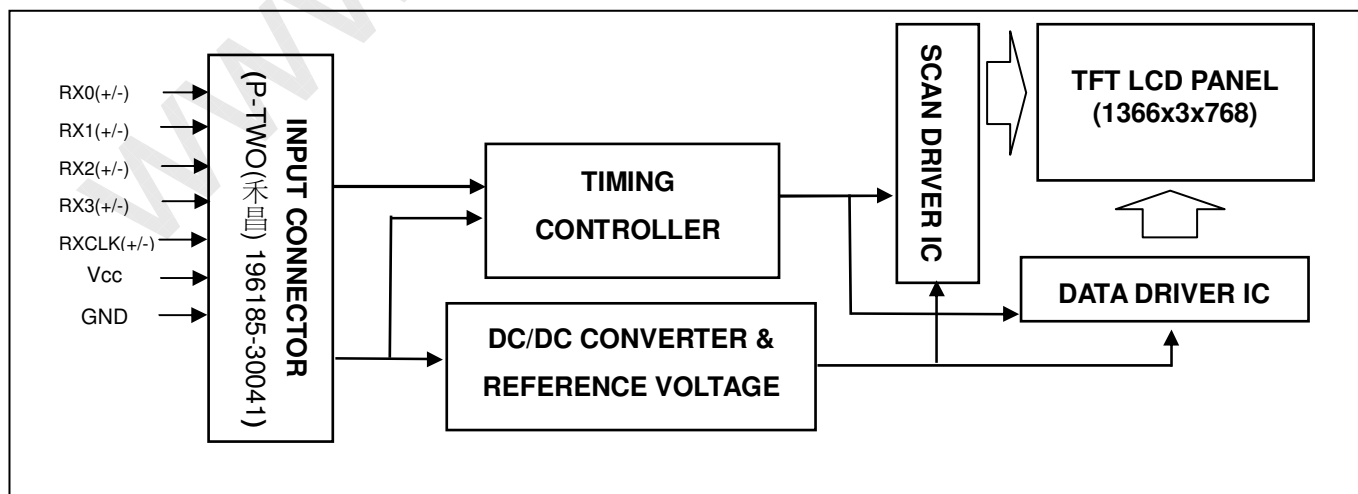 RX0(+/-)
RX1(+/-)
RX2(+/-)
RX3(+/-)
RXCLK(+/-)
Vcc
GND
INPUT CONNECTOR
(P-TWO(禾昌) 196185-30041)
TIMING
CONTROLLER
DC/DC CONVERTER &
REFERENCE VOLTAGE
SCAN DRIVER IC
TFT LCD PANEL
(1366x3x768)
DATA DRIVER IC